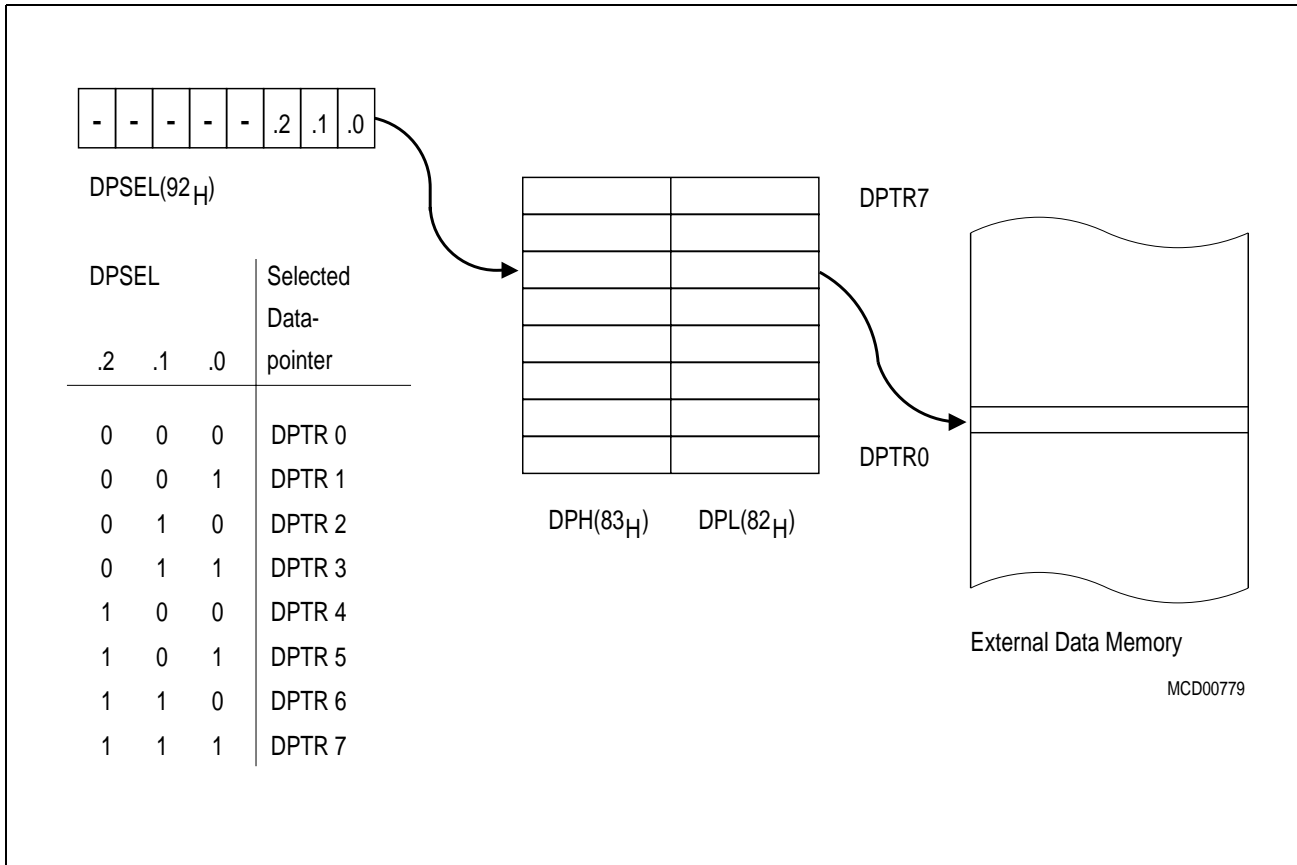 - - - - - .2 .1 .0
DPSEL(92H)
DPSEL Selected
Data-
.2 .1 .0 pointer
0 0 0 DPTR 0
0 0 1 DPTR 1
0 1 0 DPTR 2
0 1 1 DPTR 3
1 0 0 DPTR 4
1 0 1 DPTR 5
1 1 0 DPTR 6
1 1 1 DPTR 7
DPTR7
DPTR0
DPH(83H) DPL(82H)
External Data Memory
MCD00779